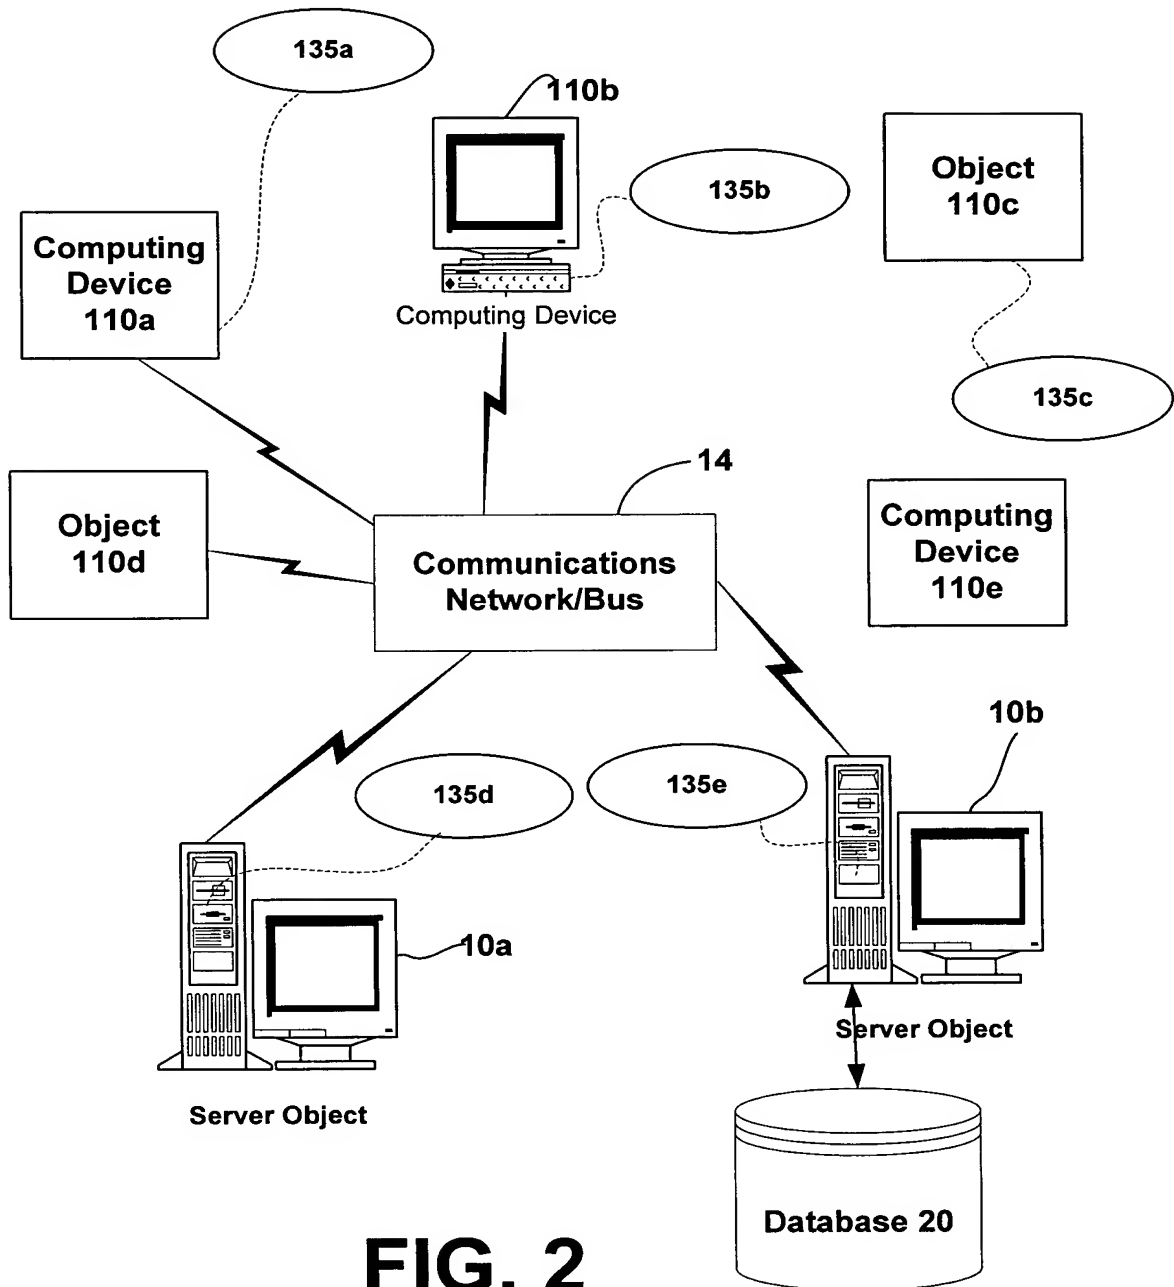 135a
110b
Object
110c
135b
Computing
Device
110a
Computing Device
135c
14
Object
110d
Communications
Network/Bus
Computing
Device
110e
10b
135d
135e
10a
Server Object
Server Object
Database 20
FIG. 2